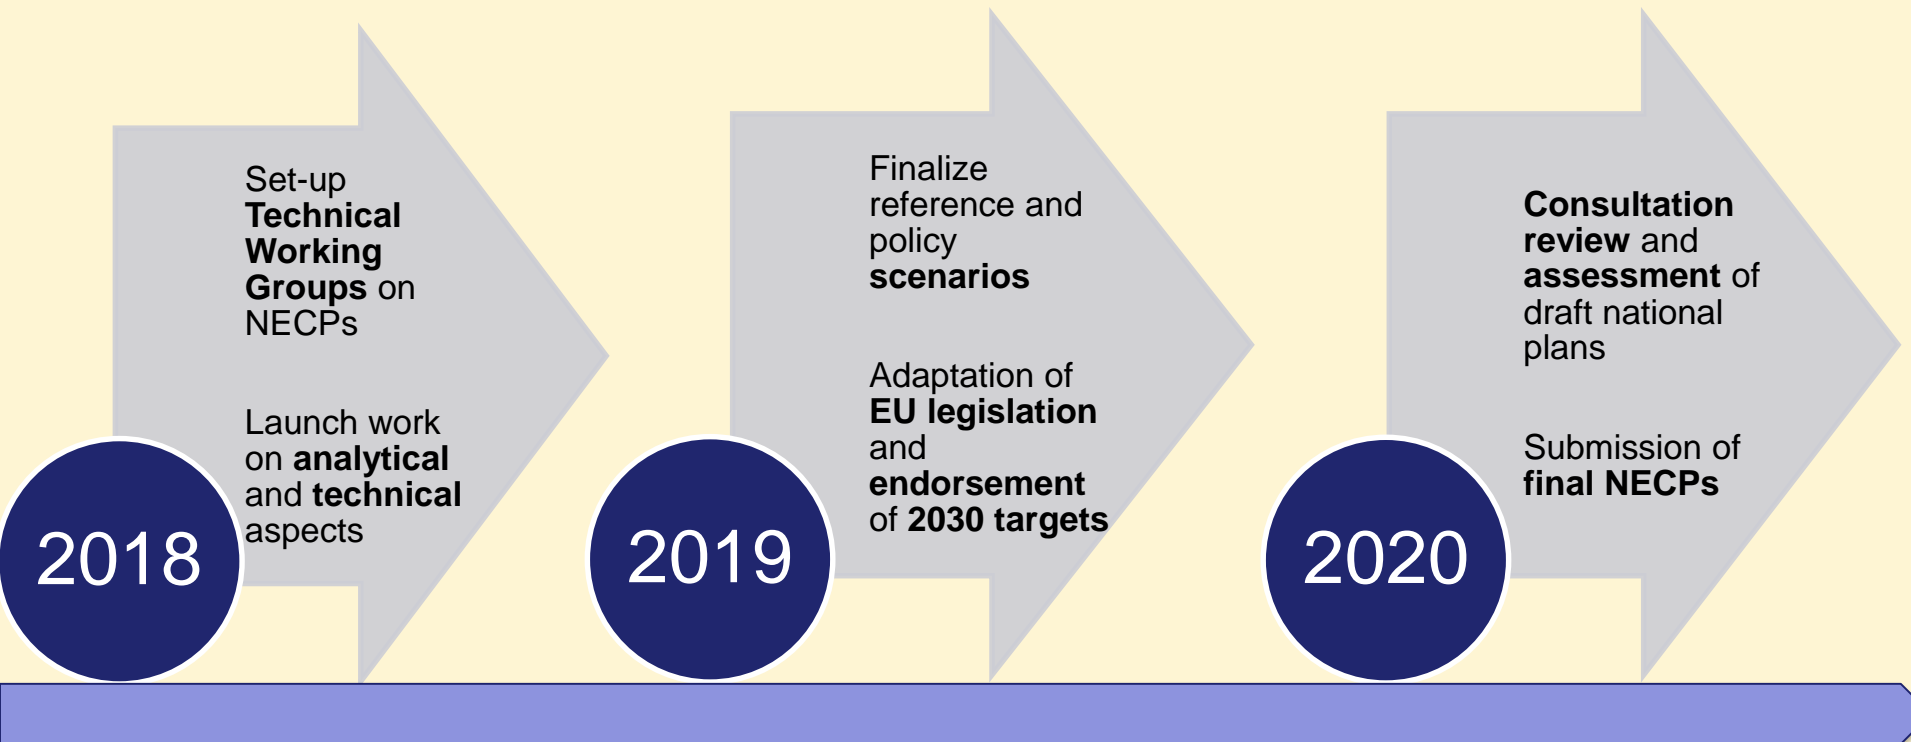 Set-up
Technical
Working
Groups on
NECPs
Launch work
on analytical
and technical
aspects
2018
Finalize
reference and
policy
scenarios
Adaptation of
EU legislation
and
endorsement
of 2030 targets
2019
Consultation
review and
assessment of
draft national
plans
Submission of
final NECPs
2020